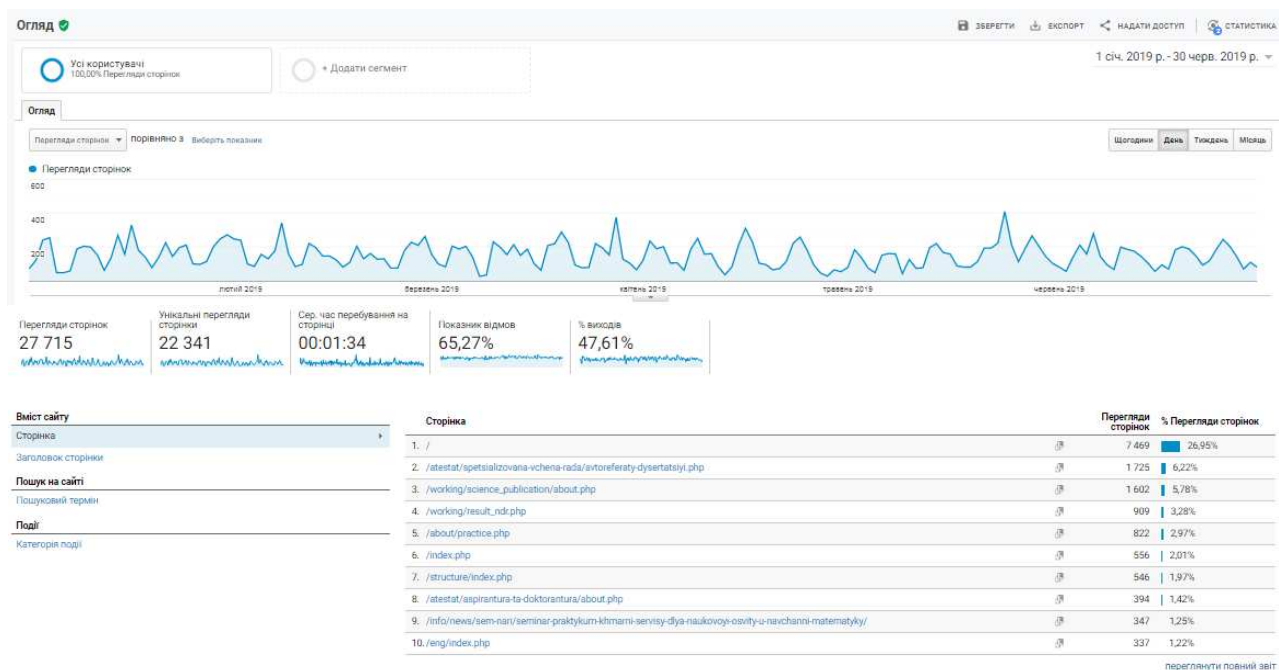 Огляд
ЗБЕРЕГТИ ЕКСПОРТ НАДАТИ ДОСТУП СТАТИСТИКА
Усі користувачі
100,00% Перегляди сторінок
+ Додати сегмент
1 січ. 2019 р. - 30 черв. 2019 р.
Огляд
Перегляди сторінок порівняно з Виберіть показник
Щогодини День Тиждень Місяць
Перегляди сторінок
600
400
200
лютий 2019 березень 2019 квітень 2019 травень 2019 червень 2019
Перегляди сторінок
27 715
Унікальні перегляди сторінки
22 341
Сер. час перебування на сторінці
00:01:34
Показник відмов
65,27%
% виходів
47,61%
Вміст сайту
Сторінка
Заголовок сторінки
Пошук на сайті
Пошуковий термін
Події
Категорія події
Сторінка Перегляди сторінок % Перегляди сторінок
1. / 7 469 26,95%
2. /atestat/spetsializovana-vchena-rada/avtoreferaty-dysertatsiyi.php 1 725 6,22%
3. /working/science_publication/about.php 1 602 5,78%
4. /working/result_ndr.php 909 3,28%
5. /about/practice.php 822 2,97%
6. /index.php 556 2,01%
7. /structure/index.php 546 1,97%
8. /atestat/aspirantura-ta-doktorantura/about.php 394 1,42%
9. /info/news/sem-nari/seminar-praktykum-khmarni-servisy-dlya-naukovoyi-osvity-u-navchanni-matematyky/ 347 1,25%
10. /eng/index.php 337 1,22%
переглянути повний звіт